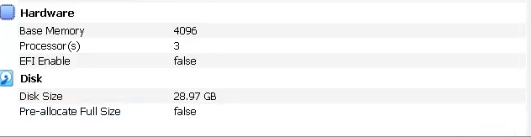 Hardware
Base Memory 4096
Processor(s) 3
EFI Enable false
Disk
Disk Size 28.97 GB
Pre-allocate Full Size false